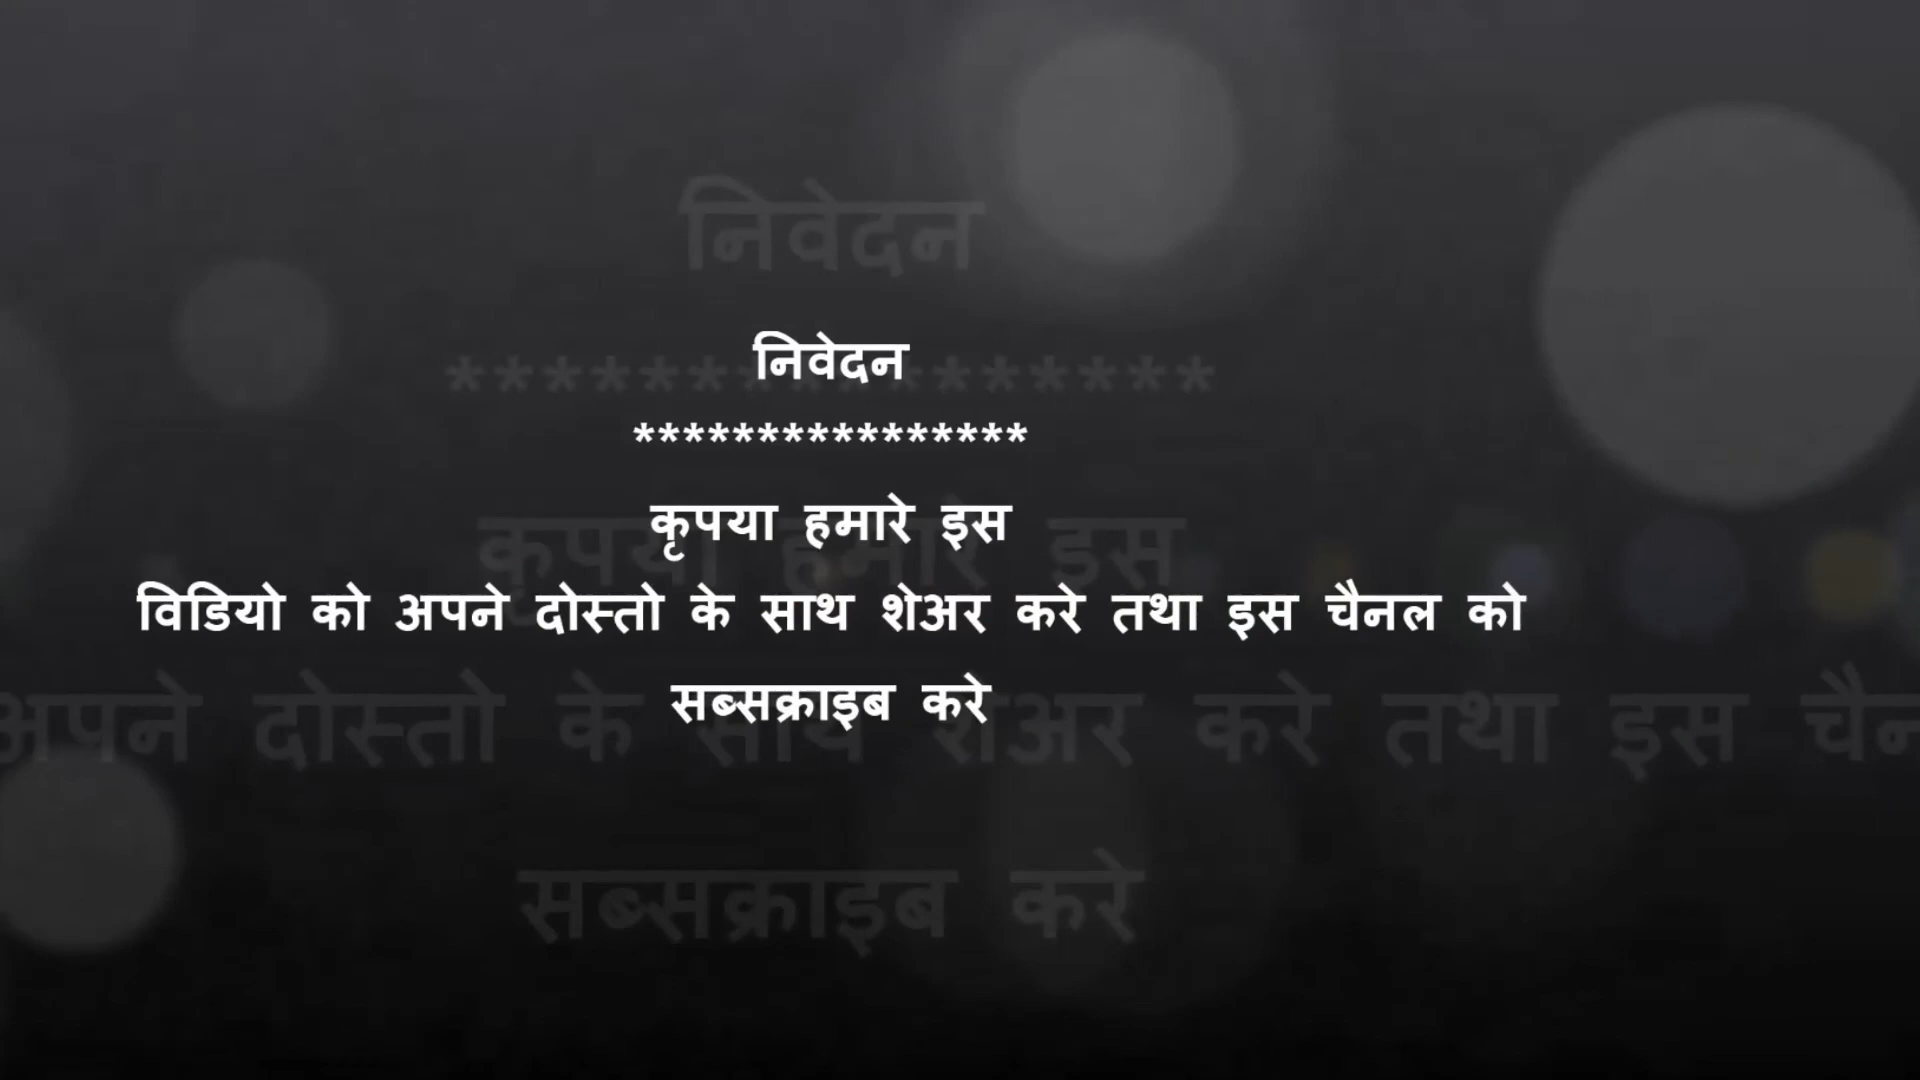 निवेदन
****************
कृपया हमारे इस
विडियो को अपने दोस्तो के साथ शेअर करे तथा इस चैनल को
सब्सक्राइब करे